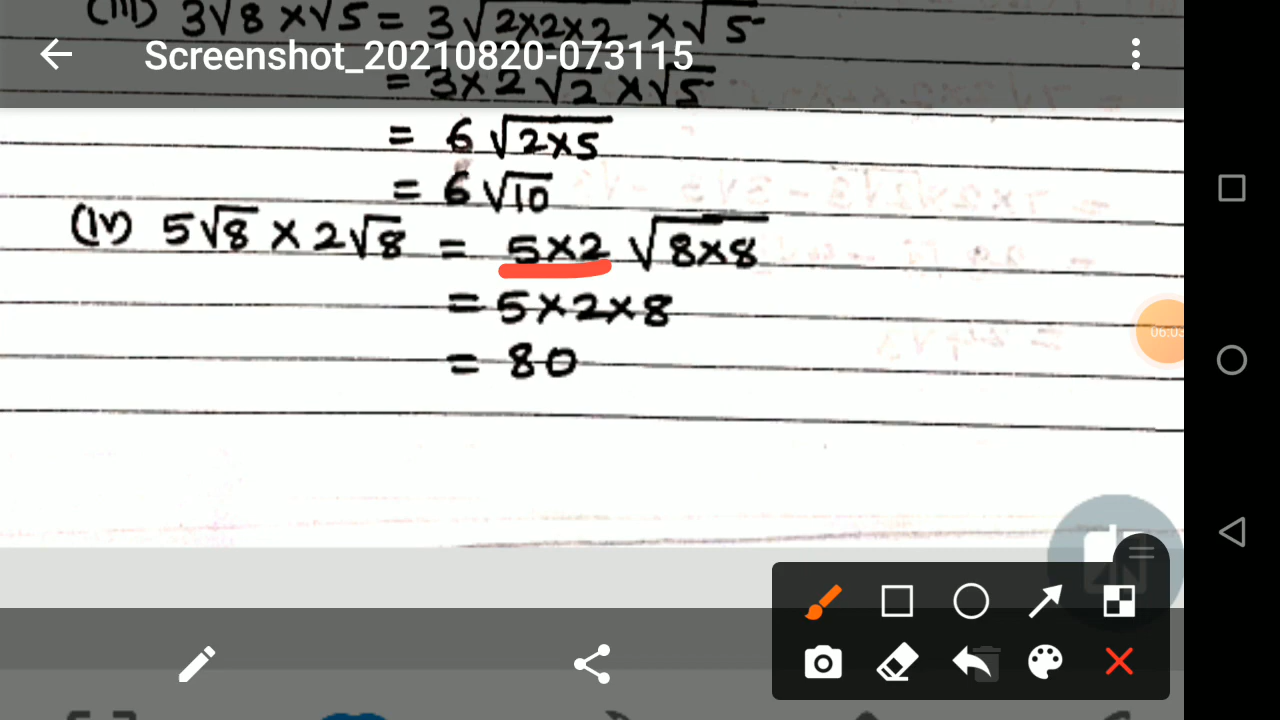 (III) 3√8 × √5 = 3√2×2×2 × √5
Screenshot_20210820-073115
= 3×2√2 ×√5
= 6√2×5
= 6√10
(IV) 5√8 × 2√8 = 5×2 √8×8
= 5×2×8
= 80